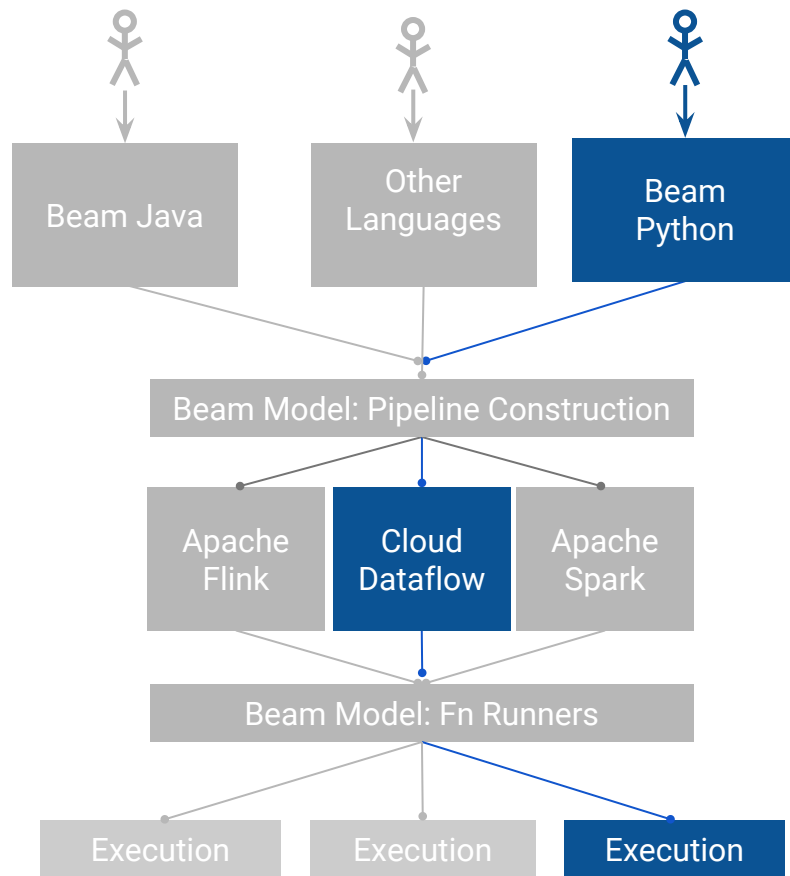 Beam Java
Other
Languages
Beam
Python
Beam Model: Pipeline Construction
Apache
Flink
Cloud
Dataflow
Apache
Spark
Beam Model: Fn Runners
Execution
Execution
Execution